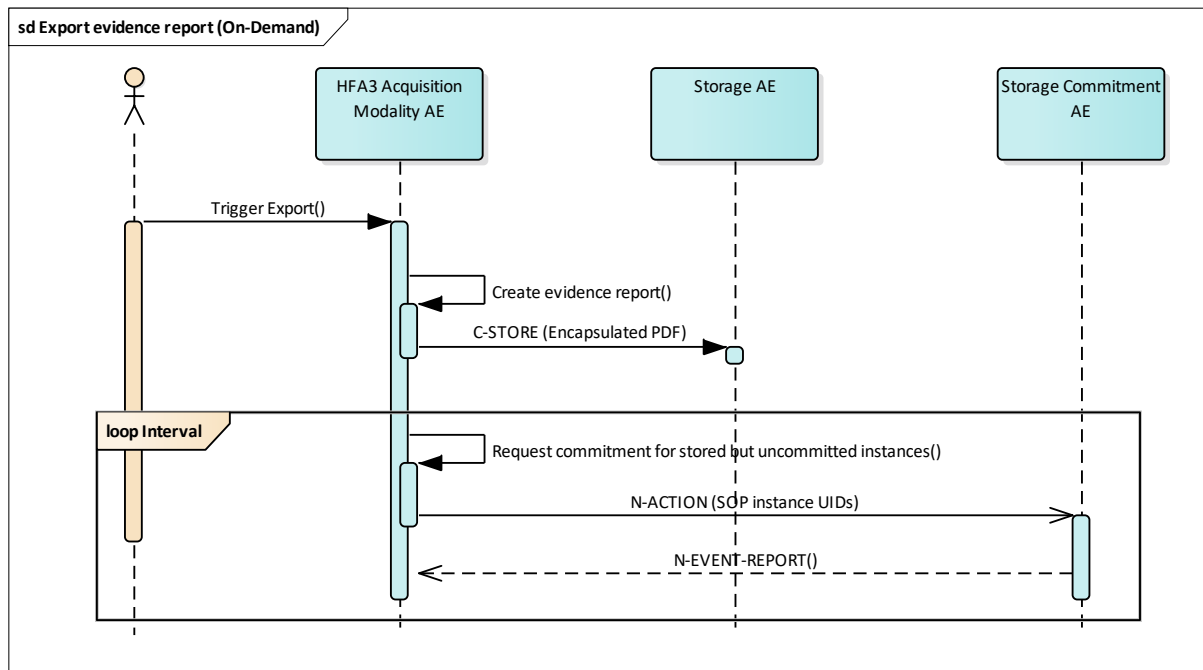 sd Export evidence report (On-Demand)
HFA3 Acquisition
Modality AE
Storage AE
Storage Commitment
AE
Trigger Export()
Create evidence report()
C-STORE (Encapsulated PDF)
loop Interval
Request commitment for stored but uncommitted instances()
N-ACTION (SOP instance UIDs)
N-EVENT-REPORT()